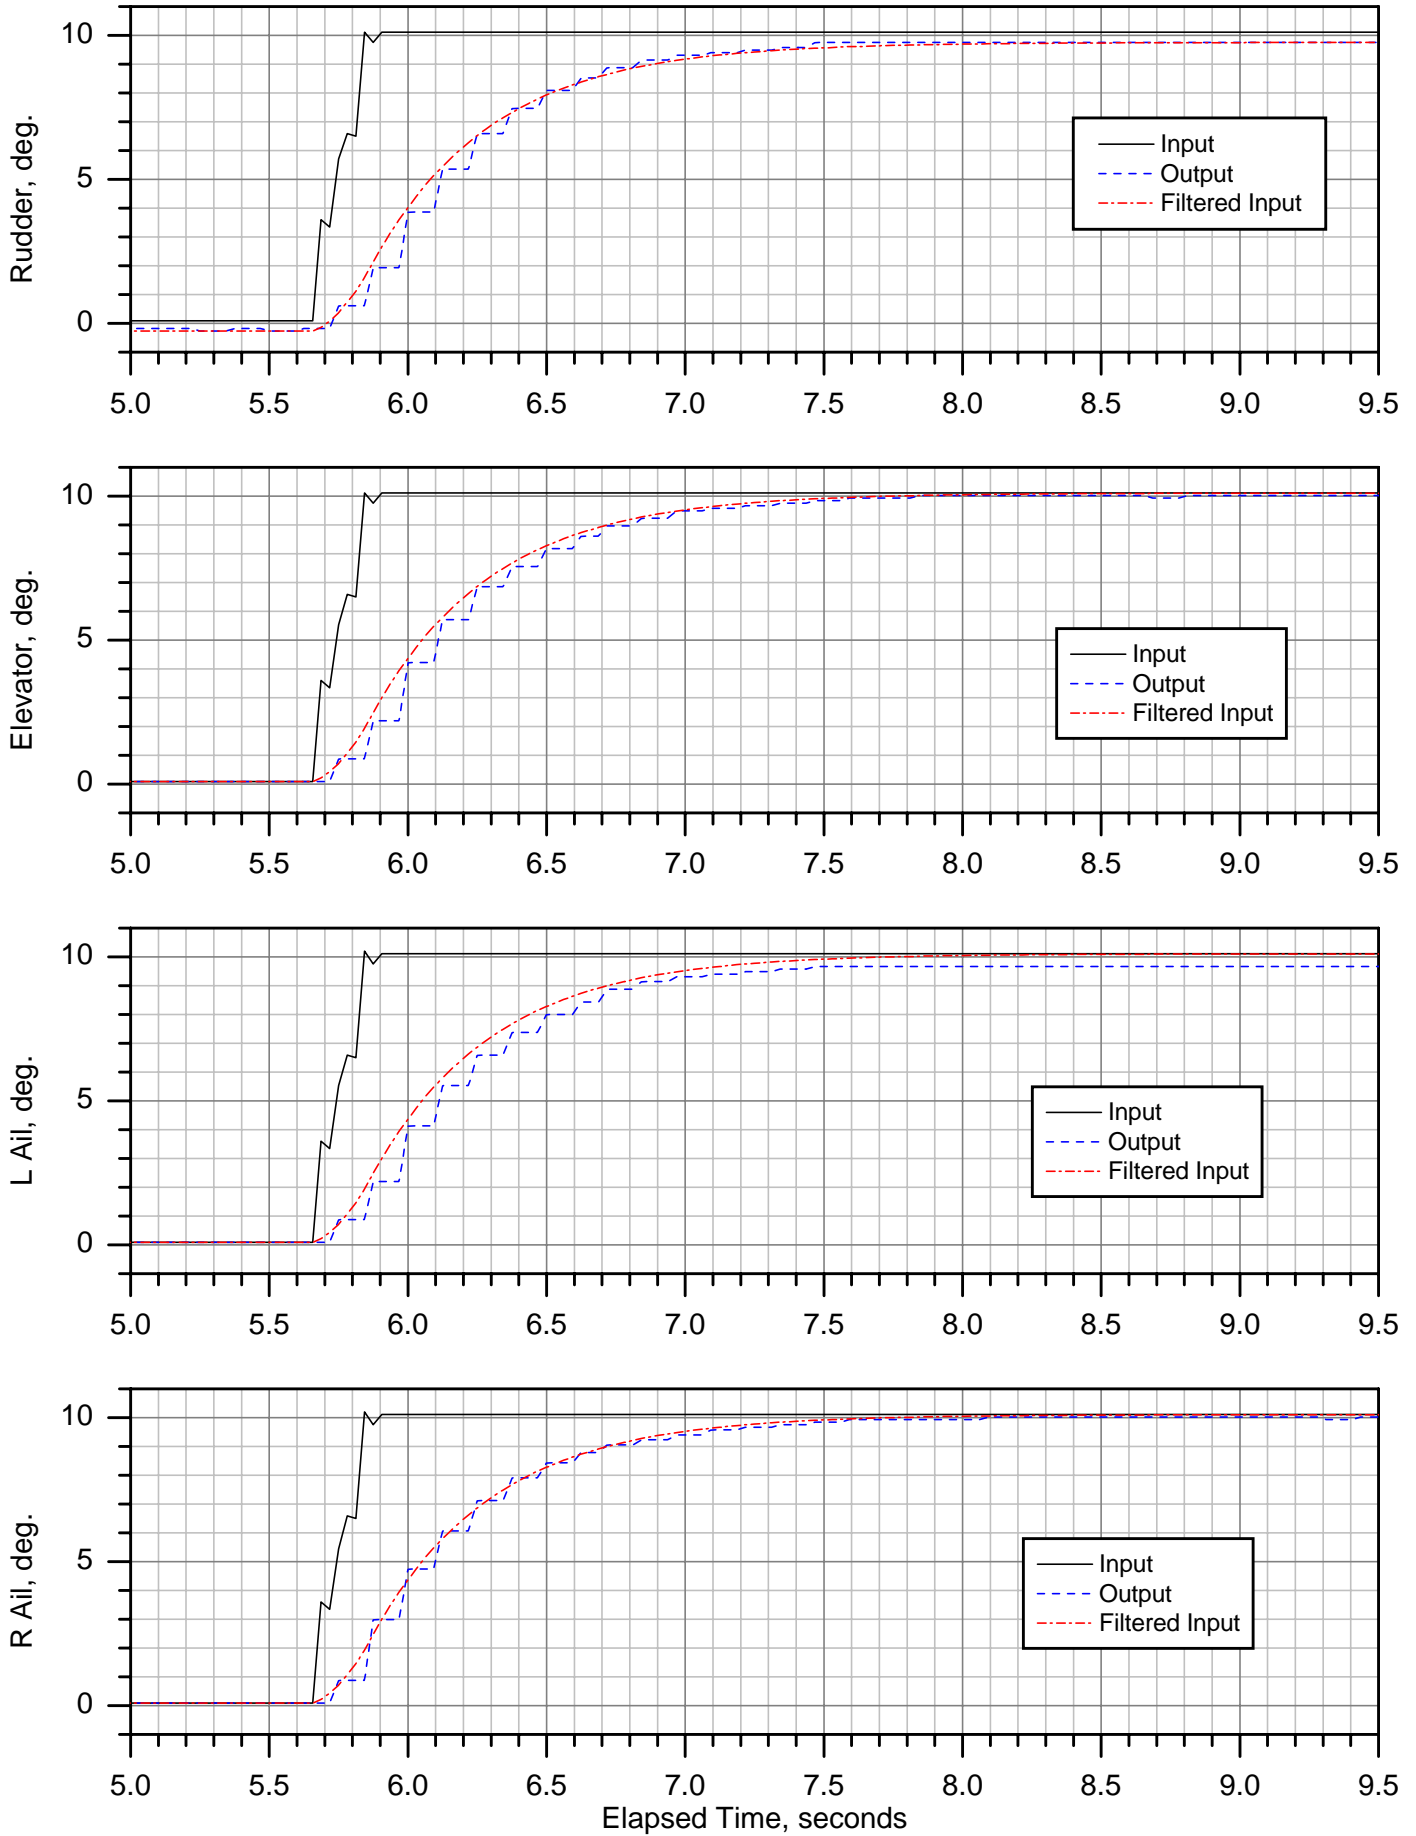 10
5
0
Rudder, deg.
Input
Output
Filtered Input
5.0 5.5 6.0 6.5 7.0 7.5 8.0 8.5 9.0 9.5
10
5
0
Elevator, deg.
Input
Output
Filtered Input
5.0 5.5 6.0 6.5 7.0 7.5 8.0 8.5 9.0 9.5
10
5
0
L Ail, deg.
Input
Output
Filtered Input
5.0 5.5 6.0 6.5 7.0 7.5 8.0 8.5 9.0 9.5
10
5
0
R Ail, deg.
Input
Output
Filtered Input
5.0 5.5 6.0 6.5 7.0 7.5 8.0 8.5 9.0 9.5
Elapsed Time, seconds